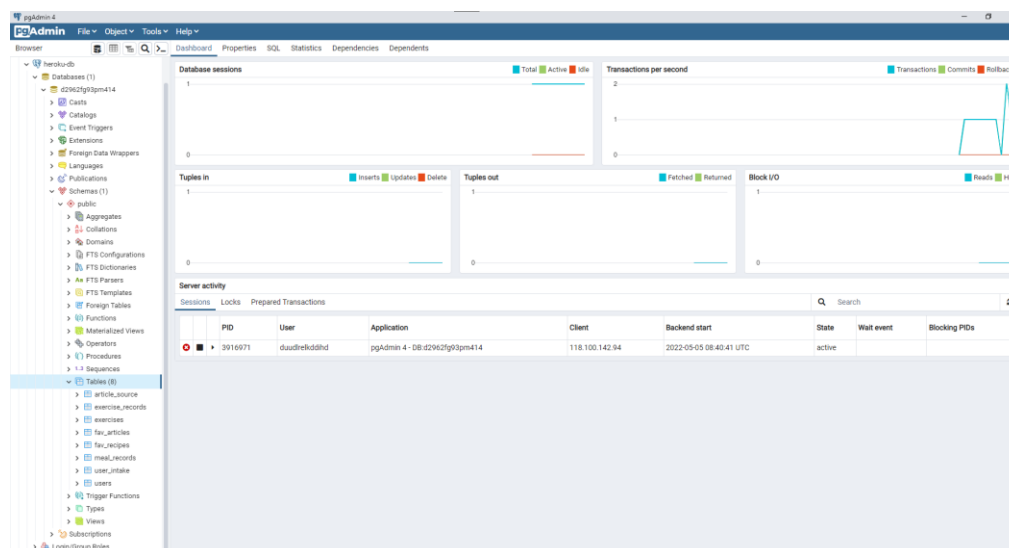 pgAdmin 4
pgAdmin File Object Tools Help
Browser
Dashboard Properties SQL Statistics Dependencies Dependents
heroku-db
Databases (1)
d2962fg93pm414
Casts
Catalogs
Event Triggers
Extensions
Foreign Data Wrappers
Languages
Publications
Schemas (1)
public
Aggregates
Collations
Domains
FTS Configurations
FTS Dictionaries
FTS Parsers
FTS Templates
Foreign Tables
Functions
Materialized Views
Operators
Procedures
1..3 Sequences
Tables (8)
article_source
exercise_records
exercises
fav_articles
fav_recipes
meal_records
user_intake
users
Trigger Functions
Types
Views
Subscriptions
Login/Group Roles
Database sessions
Total Active Idle
1
0
Transactions per second
Transactions Commits Rollbac
2
1
0
Tuples in
Inserts Updates Delete
1
0
Tuples out
Fetched Returned
1
0
Block I/O
Reads H
1
0
Server activity
Sessions Locks Prepared Transactions
Search
PID User Application Client Backend start State Wait event Blocking PIDs
3916971 duudlrelkddihd pgAdmin 4 - DB:d2962fg93pm414 118.100.142.94 2022-05-05 08:40:41 UTC active